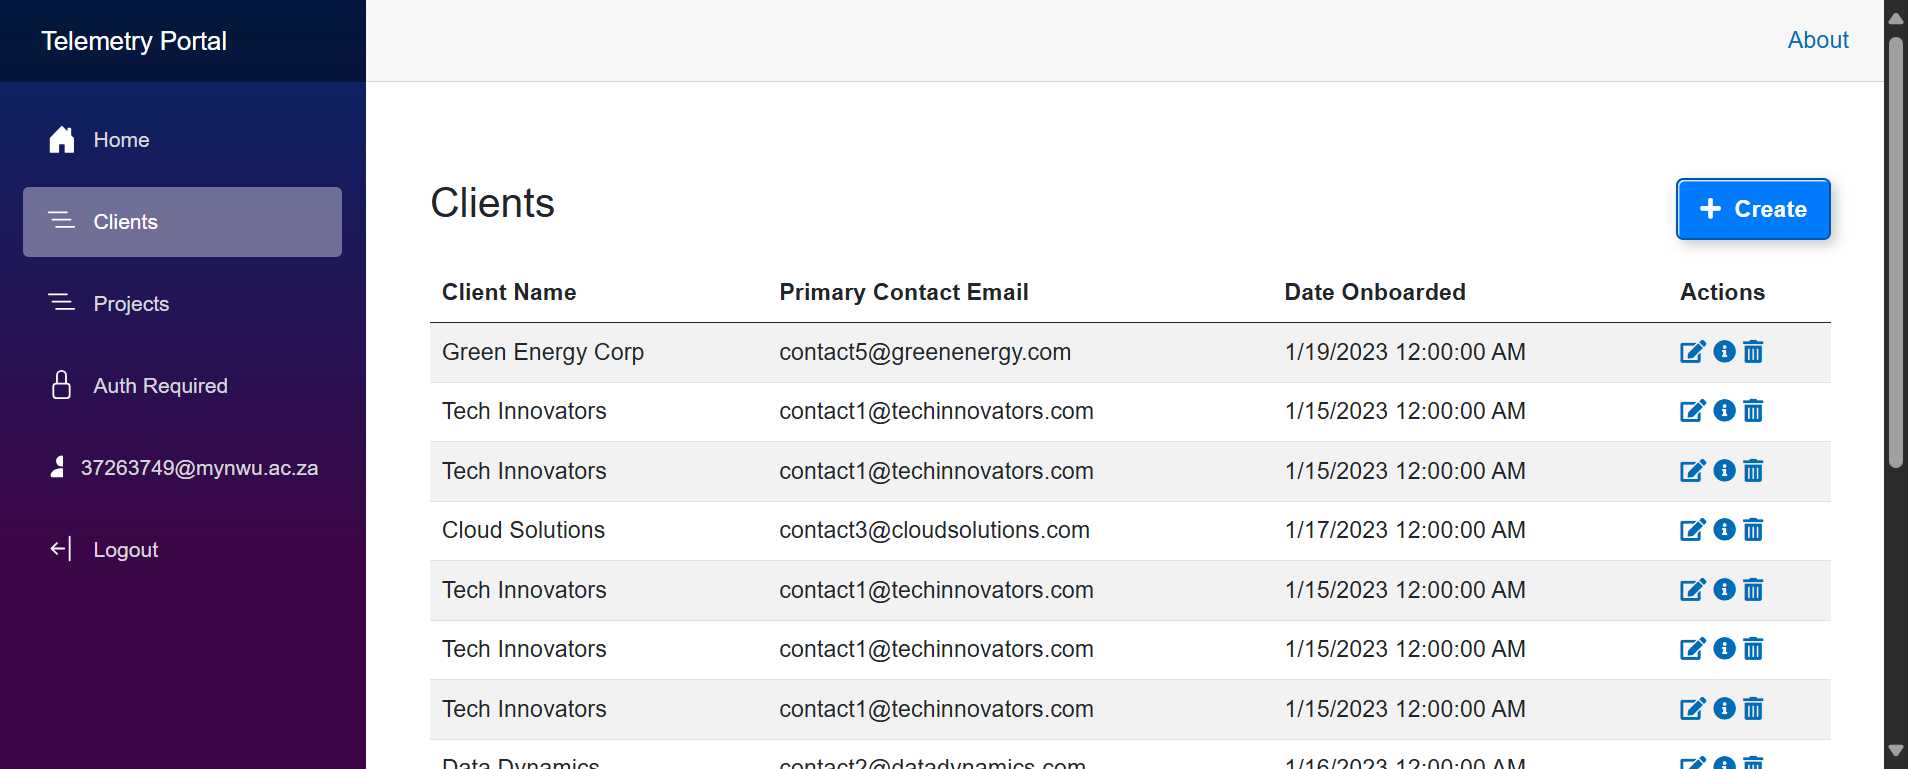 Telemetry Portal
About
Home
Clients
Projects
Auth Required
37263749@mynwu.ac.za
Logout
Clients
Create
Client Name Primary Contact Email Date Onboarded Actions
Green Energy Corp contact5@greenenergy.com 1/19/2023 12:00:00 AM
Tech Innovators contact1@techinnovators.com 1/15/2023 12:00:00 AM
Tech Innovators contact1@techinnovators.com 1/15/2023 12:00:00 AM
Cloud Solutions contact3@cloudsolutions.com 1/17/2023 12:00:00 AM
Tech Innovators contact1@techinnovators.com 1/15/2023 12:00:00 AM
Tech Innovators contact1@techinnovators.com 1/15/2023 12:00:00 AM
Tech Innovators contact1@techinnovators.com 1/15/2023 12:00:00 AM
Data Dynamics contact2@datadynamics.com 1/16/2023 12:00:00 AM